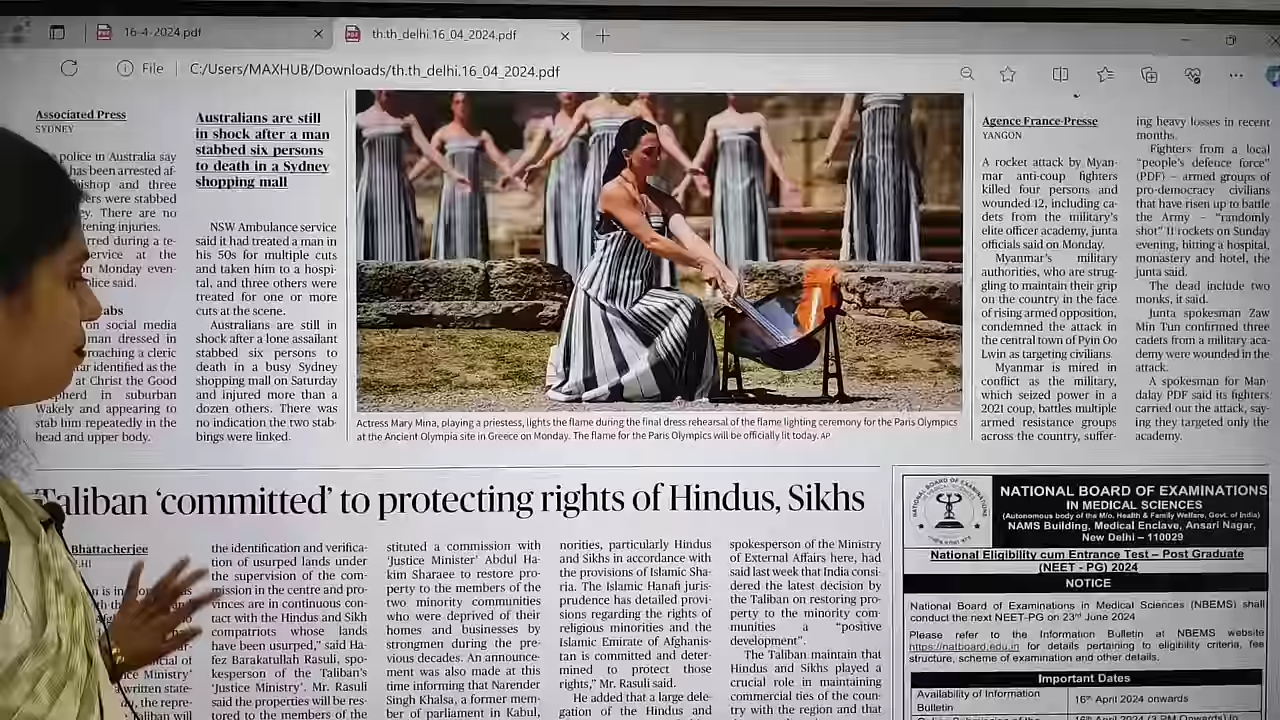 16-4-2024.pdf
th.th_delhi.16_04_2024.pdf
File
C:/Users/MAXHUB/Downloads/th.th_delhi.16_04_2024.pdf
Associated Press
SYDNEY
police in Australia say
has been arrested af-
bishop and three
ers were stabbed
ey. There are no
tening injuries.
rred during a re-
ervice at the
on Monday even-
olice said.
abs
on social media
man dressed in
roaching a cleric
identified as the
at Christ the Good
pherd in suburban
Wakely and appearing to
stab him repeatedly in the
head and upper body.
Australians are still
in shock after a man
stabbed six persons
to death in a Sydney
shopping mall
NSW Ambulance service
said it had treated a man in
his 50s for multiple cuts
and taken him to a hospi-
tal, and three others were
treated for one or more
cuts at the scene.
Australians are still in
shock after a lone assailant
stabbed six persons to
death in a busy Sydney
shopping mall on Saturday
and injured more than a
dozen others. There was
no indication the two stab-
bings were linked.
Actress Mary Mina, playing a priestess, lights the flame during the final dress rehearsal of the flame lighting ceremony for the Paris Olympics
at the Ancient Olympia site in Greece on Monday. The flame for the Paris Olympics will be officially lit today. AP
Agence France-Presse
YANGON
A rocket attack by Myan-
mar anti-coup fighters
killed four persons and
wounded 12, including ca-
dets from the military's
elite officer academy, junta
officials said on Monday.
Myanmar's military
authorities, who are strug-
gling to maintain their grip
on the country in the face
of rising armed opposition,
condemned the attack in
the central town of Pyin Oo
Lwin as targeting civilians.
Myanmar is mired in
conflict as the military,
which seized power in a
2021 coup, battles multiple
armed resistance groups
across the country, suffer-
ing heavy losses in recent
months.
Fighters from a local
“people's defence force”
(PDF) – armed groups of
pro-democracy civilians
that have risen up to battle
the Army – “randomly
shot” 11 rockets on Sunday
evening, hitting a hospital,
monastery and hotel, the
junta said.
The dead include two
monks, it said.
Junta spokesman Zaw
Min Tun confirmed three
cadets from a military aca-
demy were wounded in the
attack.
A spokesman for Man-
dalay PDF said its fighters
carried out the attack, say-
ing they targeted only the
academy.
Taliban ‘committed’ to protecting rights of Hindus, Sikhs
Bhattacherjee
the identification and verifica-
tion of usurped lands under
the supervision of the com-
mission in the centre and pro-
vinces are in continuous con-
tact with the Hindus and Sikh
compatriots whose lands
have been usurped,” said Ha-
fez Barakatullah Rasuli, spo-
kesperson of the Taliban's
‘Justice Ministry’. Mr. Rasuli
said the properties will be res-
tored to the members of the
stituted a commission with
‘Justice Minister’ Abdul Ha-
kim Sharaee to restore pro-
perty to the members of the
two minority communities
who were deprived of their
homes and businesses by
strongmen during the pre-
vious decades. An announce-
ment was also made at this
time informing that Narender
Singh Khalsa, a former mem-
ber of parliament in Kabul,
norities, particularly Hindus
and Sikhs in accordance with
the provisions of Islamic Sha-
ria. The Islamic Hanafi juris-
prudence has detailed provi-
sions regarding the rights of
religious minorities and the
Islamic Emirate of Afghanis-
tan is committed and deter-
mined to protect those
rights,” Mr. Rasuli said.
He added that a large dele-
gation of the Hindus and
spokesperson of the Ministry
of External Affairs here, had
said last week that India consi-
dered the latest decision by
the Taliban on restoring pro-
perty to the minority com-
munities a “positive
development”.
The Taliban maintain that
Hindus and Sikhs played a
crucial role in maintaining
commercial ties of the coun-
try with the region and that
NATIONAL BOARD OF EXAMINATIONS
IN MEDICAL SCIENCES
(Autonomous body of the M/o. Health & Family Welfare, Govt. of India)
NAMS Building, Medical Enclave, Ansari Nagar,
New Delhi – 110029
National Eligibility cum Entrance Test – Post Graduate
(NEET - PG) 2024
NOTICE
National Board of Examinations in Medical Sciences (NBEMS) shall
conduct the next NEET-PG on 23rd June 2024
Please refer to the Information Bulletin at NBEMS website
https://natboard.edu.in for details pertaining to eligibility criteria, fee
structure, scheme of examination and other details.
Important Dates
Availability of Information
Bulletin
16th April 2024 onwards